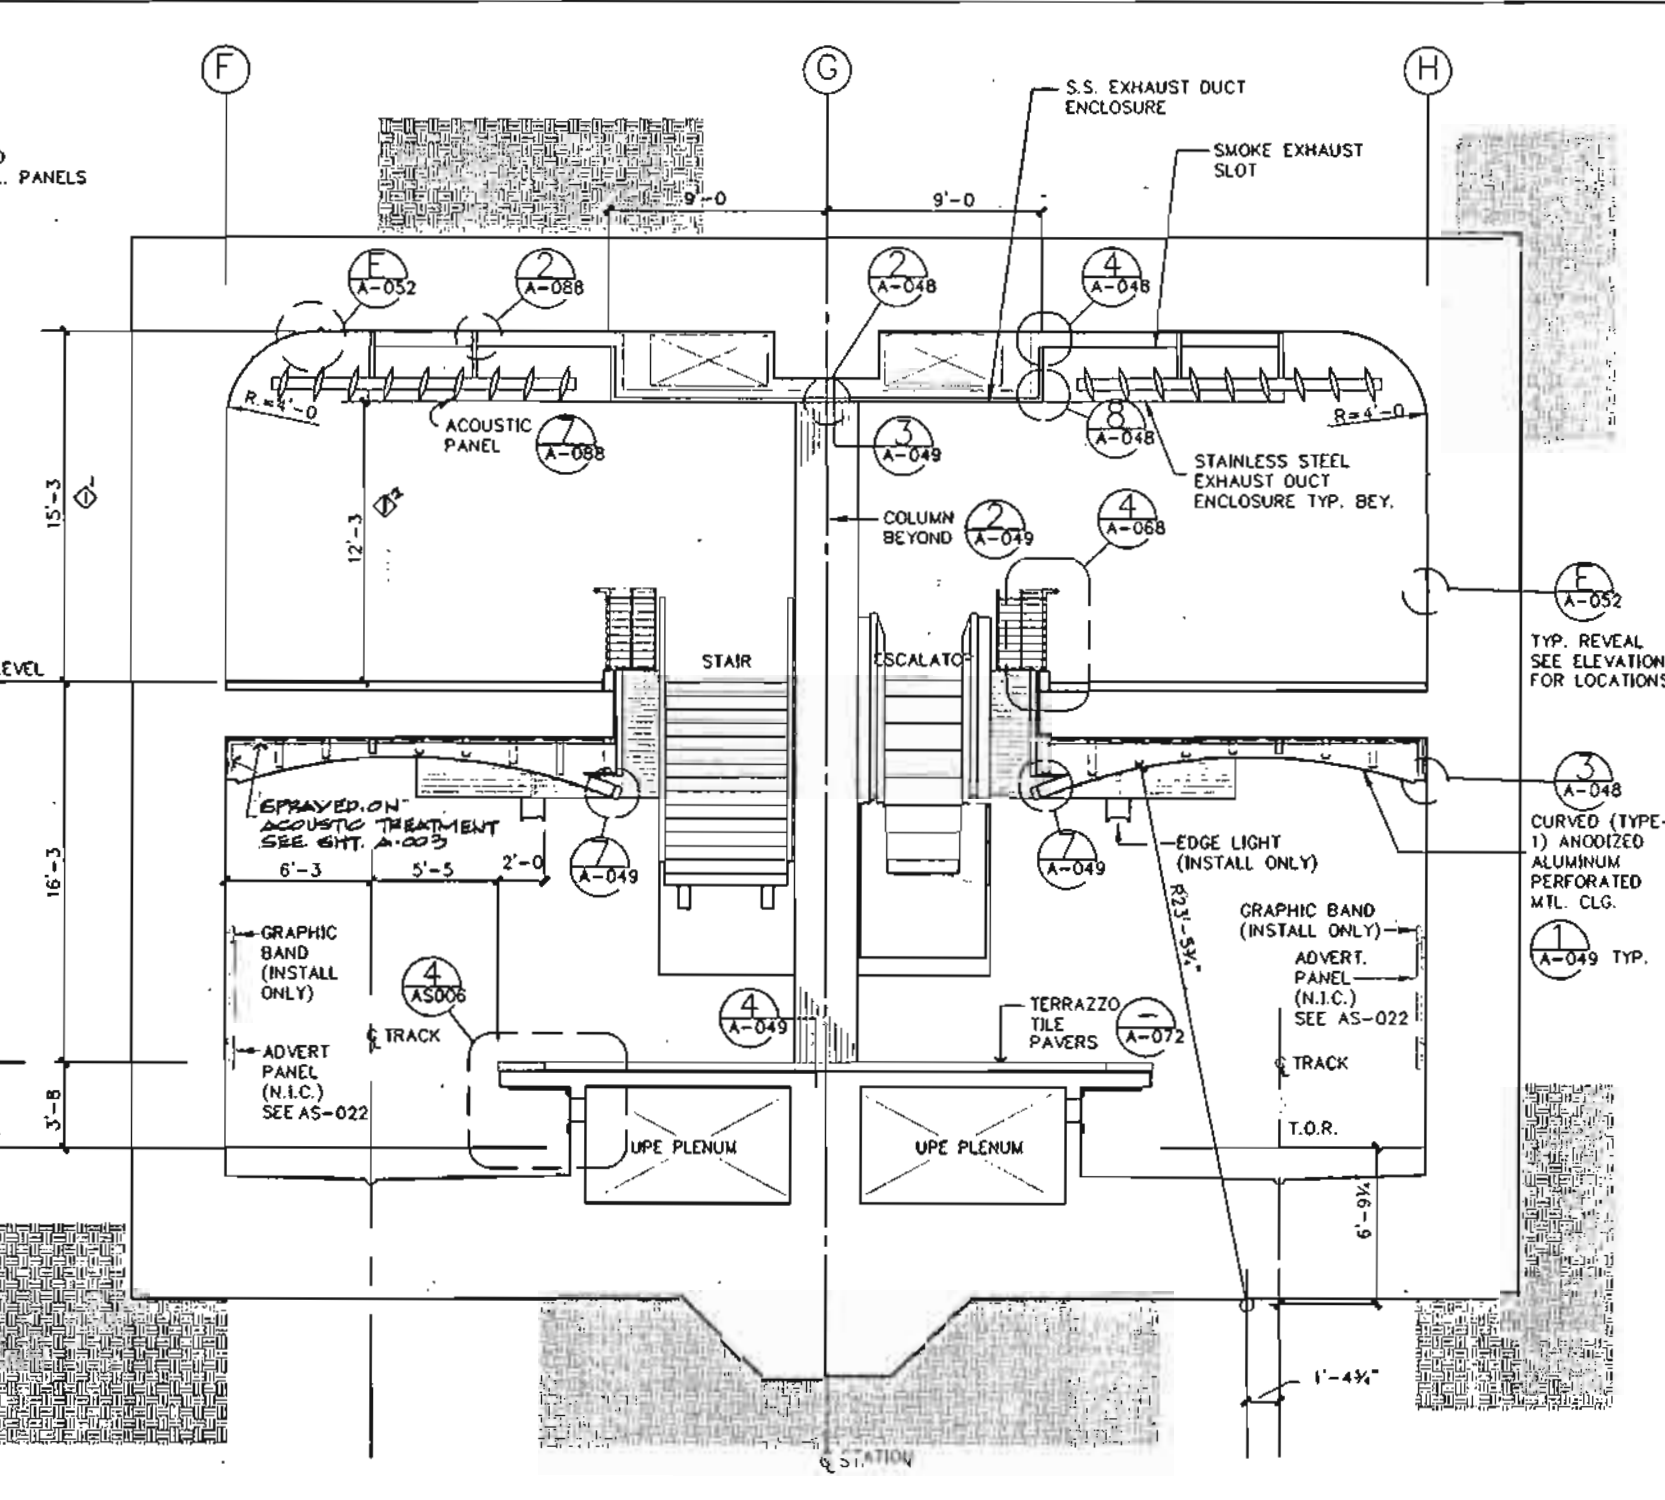 F
G
H
S.S. EXHAUST DUCT
ENCLOSURE
SMOKE EXHAUST
SLOT
. PANELS
9'-0
9'-0
A-052
2
A-088
2
A-048
4
A-048
R.=4'-0
ACOUSTIC
PANEL
7
A-088
3
A-049
8
A-048
R=4'-0
STAINLESS STEEL
EXHAUST DUCT
ENCLOSURE TYP. BEY.
15'-3
1
12'-3
COLUMN
BEYOND
2
A-049
4
A-068
A-052
TYP. REVEAL
SEE ELEVATION
FOR LOCATIONS
EVEL
STAIR
ESCALATO
SPRAYED.ON
ACOUSTIC TREATMENT
SEE SHT. A.003
3
A-048
CURVED (TYPE-
1) ANODIZED
ALUMINUM
PERFORATED
MTL. CLG.
1
A-049 TYP.
7
A-049
7
A-049
EDGE LIGHT
(INSTALL ONLY)
16'-3
6'-3
5'-5
2'-0
R23'-5¾"
GRAPHIC
BAND
(INSTALL
ONLY)
GRAPHIC BAND
(INSTALL ONLY)
ADVERT.
PANEL
(N.I.C.)
SEE AS-022
4
AS006
4
A-049
TERRAZZO
TILE
PAVERS
A-072
℄ TRACK
℄ TRACK
ADVERT
PANEL
(N.I.C.)
SEE AS-022
3'-8
UPE PLENUM
UPE PLENUM
T.O.R.
6'-9¼
1'-4¾"
℄ STATION